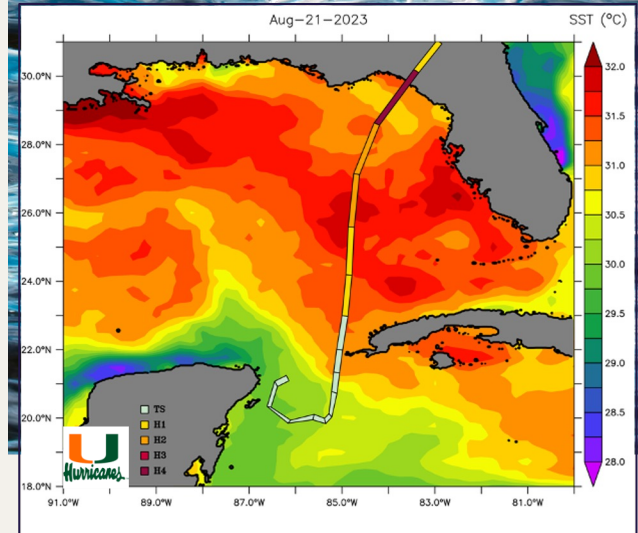 Aug-21-2023
SST (°C)
30.0°N
28.0°N
26.0°N
24.0°N
22.0°N
20.0°N
18.0°N
91.0°W
89.0°W
87.0°W
85.0°W
83.0°W
81.0°W
32.0
31.5
31.0
30.5
30.0
29.5
29.0
28.5
28.0
TS
H1
H2
H3
H4
U
Hurricanes